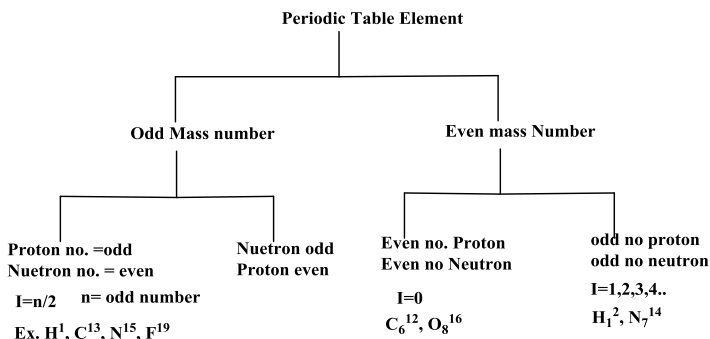 Periodic Table Element
Odd Mass number
Even mass Number
Proton no. =odd
Nuetron no. = even
I=n/2 n= odd number
Ex. H¹, C¹³, N¹⁵, F¹⁹
Nuetron odd
Proton even
Even no. Proton
Even no Neutron
I=0
C₆¹², O₈¹⁶
odd no proton
odd no neutron
I=1,2,3,4..
H₁², N₇¹⁴